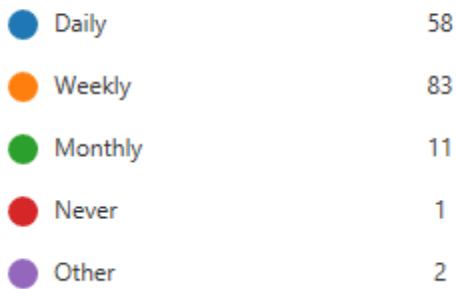 Daily 58
Weekly 83
Monthly 11
Never 1
Other 2